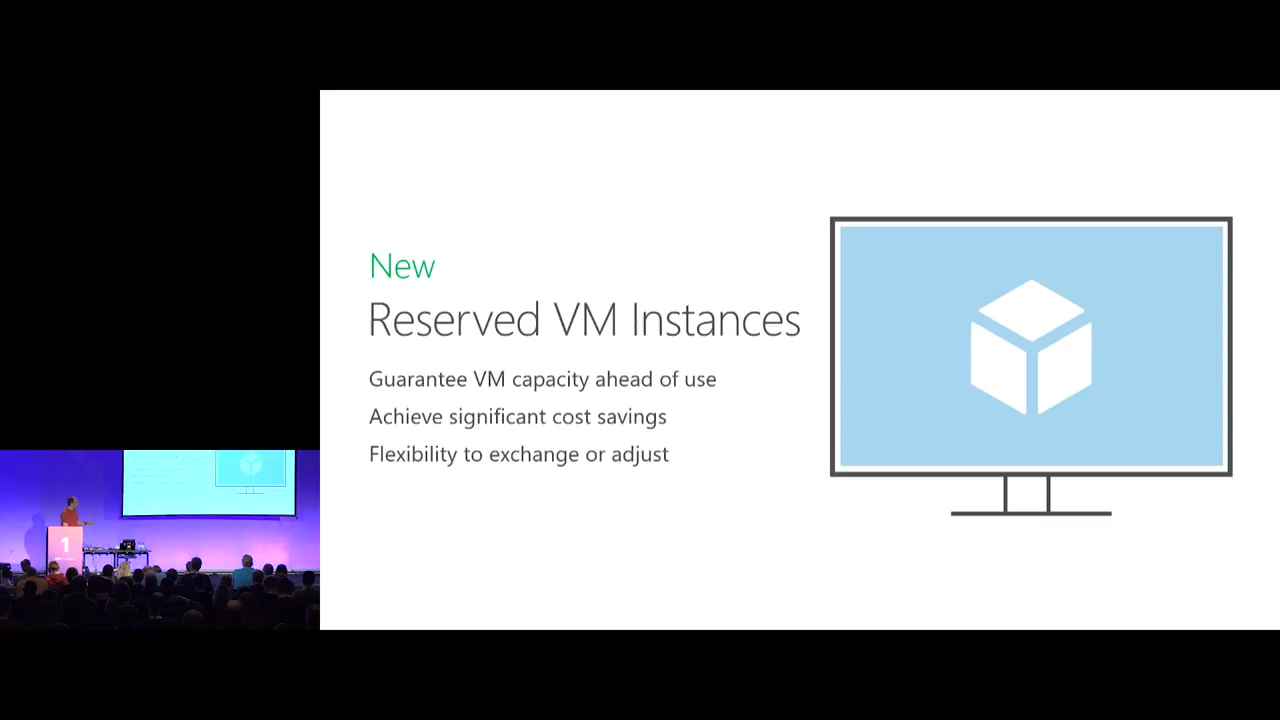 New
Reserved VM Instances
Guarantee VM capacity ahead of use
Achieve significant cost savings
Flexibility to exchange or adjust
1